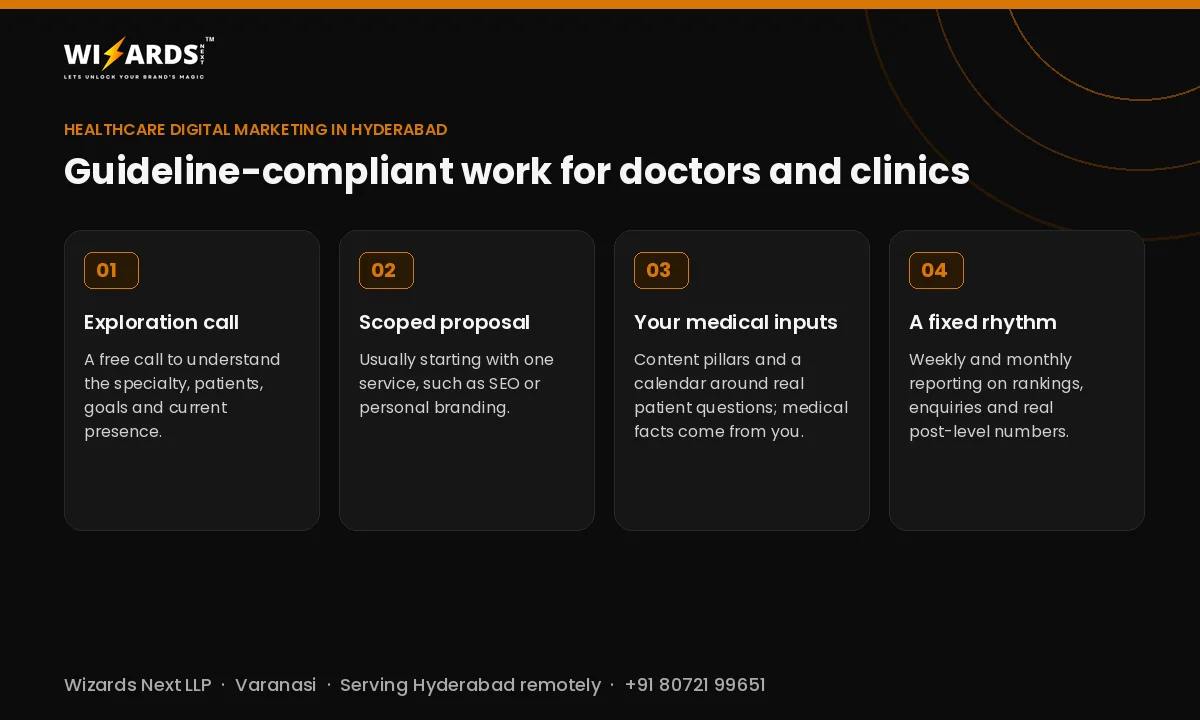 WIZARDS NEXT TM
LETS UNLOCK YOUR BRAND'S MAGIC
HEALTHCARE DIGITAL MARKETING IN HYDERABAD
Guideline-compliant work for doctors and clinics
01
Exploration call
A free call to understand
the specialty, patients,
goals and current
presence.
02
Scoped proposal
Usually starting with one
service, such as SEO or
personal branding.
03
Your medical inputs
Content pillars and a
calendar around real
patient questions; medical
facts come from you.
04
A fixed rhythm
Weekly and monthly
reporting on rankings,
enquiries and real
post-level numbers.
Wizards Next LLP · Varanasi · Serving Hyderabad remotely · +91 80721 99651